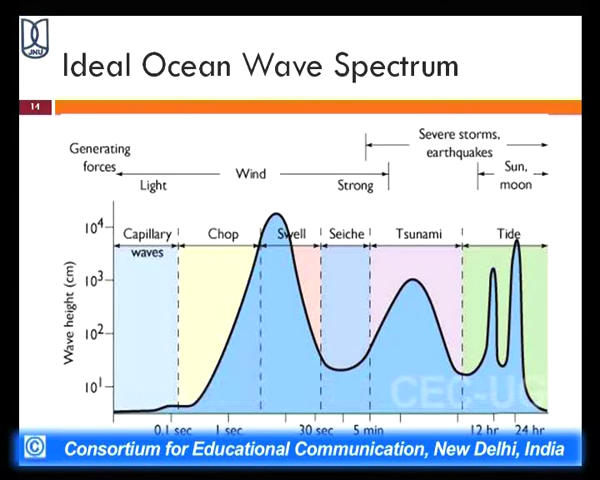 JNU
Ideal Ocean Wave Spectrum
14
Severe storms,
earthquakes
Generating
forces
Wind
Sun,
moon
Light
Strong
10⁴
Capillary
waves
Chop
Swell
Seiche
Tsunami
Tide
10³
Wave height (cm)
10²
10¹
CEC-UG
0.1 sec
1 sec
30 sec
5 min
12 hr
24 hr
© Consortium for Educational Communication, New Delhi, India